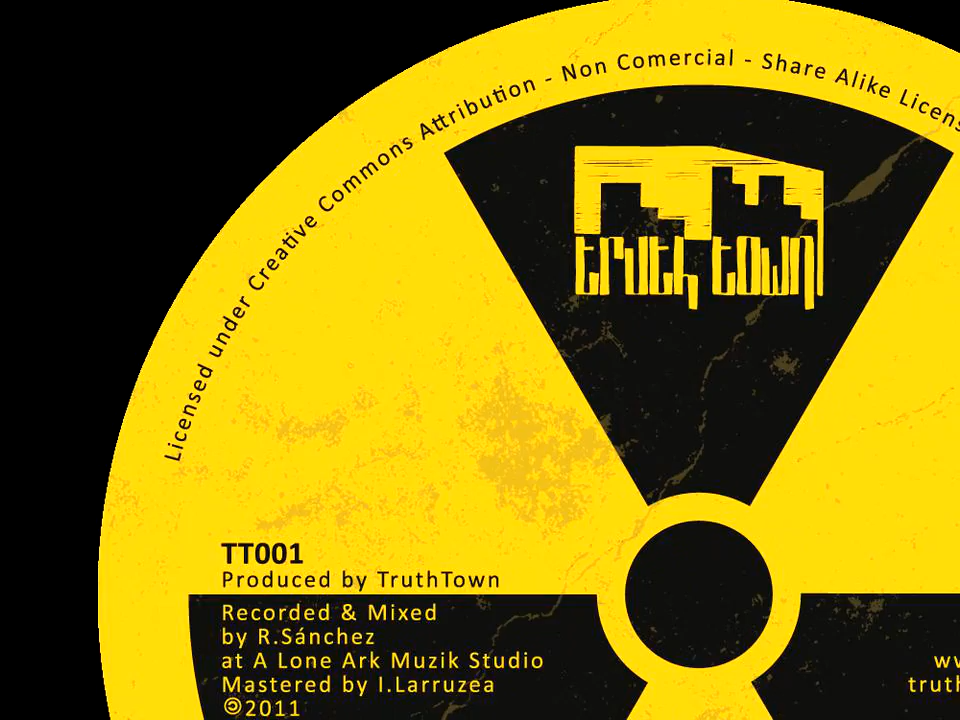 Licensed under Creative Commons Attribution - Non Comercial - Share Alike Licens
truth town
TT001
Produced by TruthTown
Recorded & Mixed
by R.Sánchez
at A Lone Ark Muzik Studio
Mastered by I.Larruzea
🄯2011
ww
truth